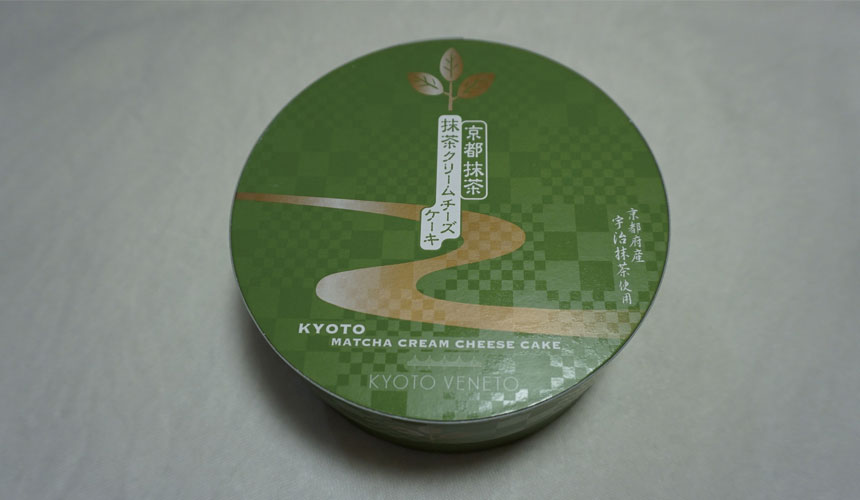 京都抹茶
抹茶クリームチーズ
ケーキ
京都府産
宇治抹茶使用
KYOTO
MATCHA CREAM CHEESE CAKE
KYOTO VENETO